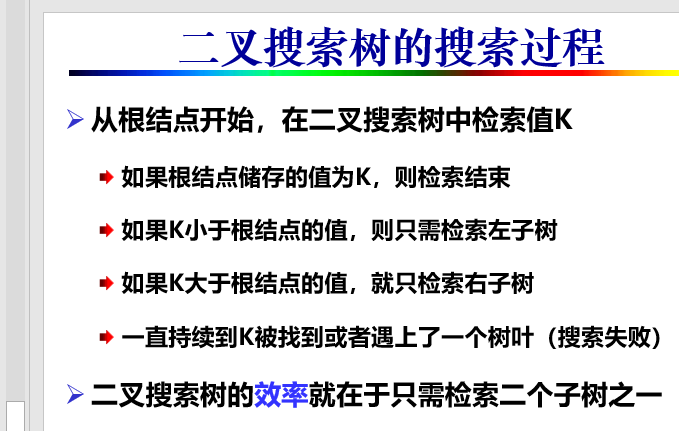 二叉搜索树的搜索过程
从根结点开始，在二叉搜索树中检索值K
如果根结点储存的值为K，则检索结束
如果K小于根结点的值，则只需检索左子树
如果K大于根结点的值，就只检索右子树
一直持续到K被找到或者遇上了一个树叶（搜索失败）
二叉搜索树的效率就在于只需检索二个子树之一